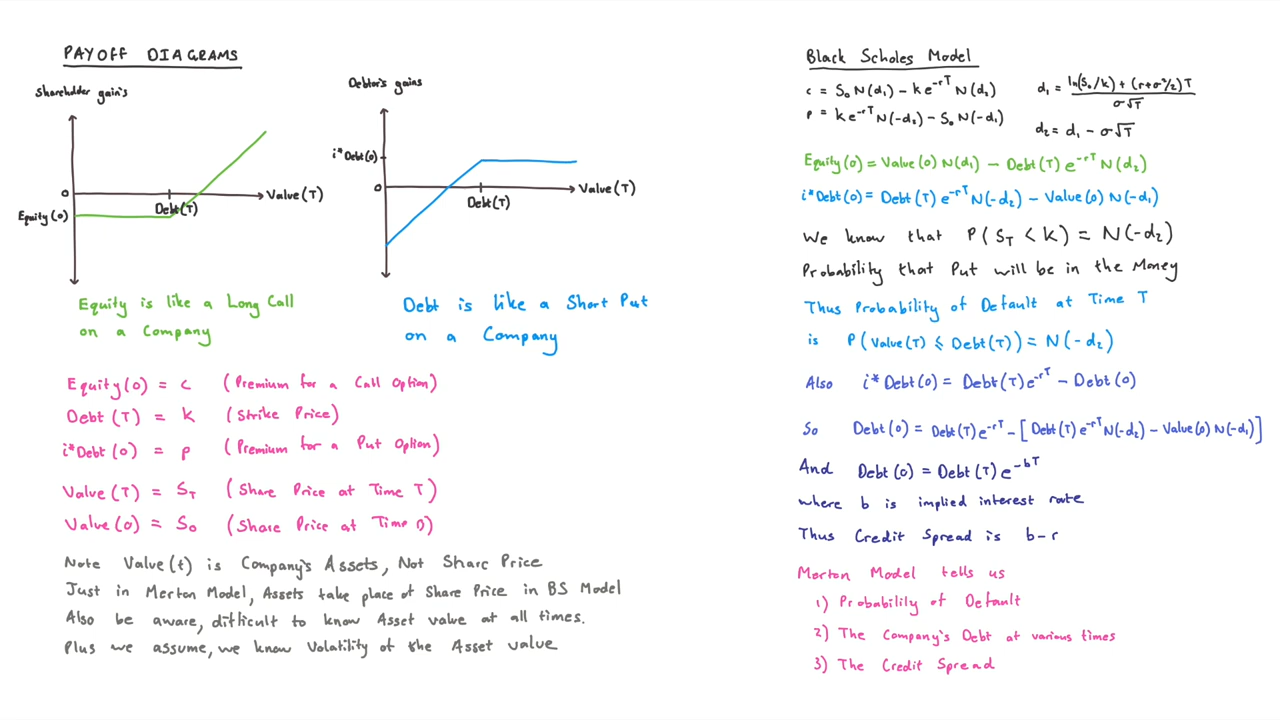 PAYOFF DIAGRAMS
Shareholder gains
0
Equity(0)
Debt(T)
Value(T)
Debtor's gains
i*Debt(0)
0
Debt(T)
Value(T)
Equity is like a Long Call
on a Company
Debt is like a Short Put
on a Company
Equity(0) = c (Premium for a Call Option)
Debt(T) = k (Strike Price)
i*Debt(0) = p (Premium for a Put Option)
Value(T) = S_T (Share Price at Time T)
Value(0) = S_0 (Share Price at Time 0)
Note Value(t) is Company's Assets, Not Share Price
Just in Merton Model, Assets take place of Share Price in BS Model
Also be aware, difficult to know Asset value at all times.
Plus we assume, we know Volatility of the Asset value
Black Scholes Model
c = S_0 N(d_1) - ke^{-rT} N(d_2)
p = ke^{-rT} N(-d_2) - S_0 N(-d_1)
d_1 = ln(S_0/k) + (r+σ²/2)T / σ√T
d_2 = d_1 - σ√T
Equity(0) = Value(0) N(d_1) - Debt(T) e^{-rT} N(d_2)
i*Debt(0) = Debt(T) e^{-rT} N(-d_2) - Value(0) N(-d_1)
We know that P(S_T < k) = N(-d_2)
Probability that Put will be in the Money
Thus Probability of Default at Time T
is P(Value(T) ≤ Debt(T)) = N(-d_2)
Also i*Debt(0) = Debt(T) e^{-rT} - Debt(0)
So Debt(0) = Debt(T) e^{-rT} - [Debt(T) e^{-rT} N(-d_2) - Value(0) N(-d_1)]
And Debt(0) = Debt(T) e^{-bT}
where b is implied interest rate
Thus Credit Spread is b-r
Merton Model tells us
1) Probability of Default
2) The Company's Debt at various times
3) The Credit Spread